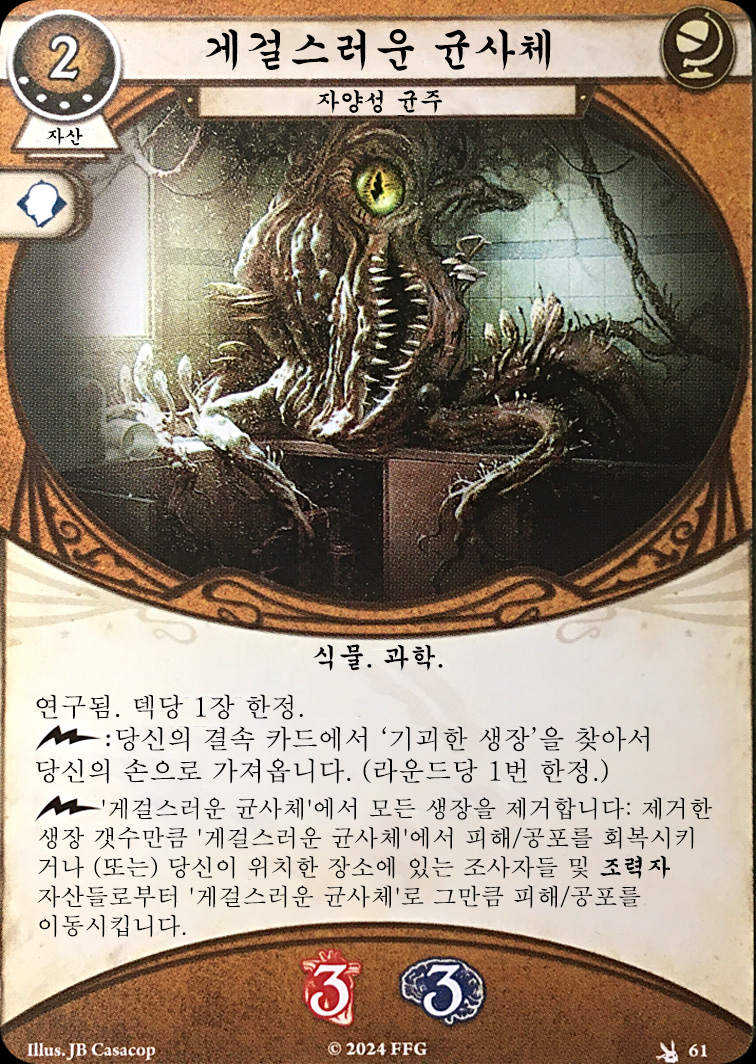 2
게걸스러운 균사체
자양성 균주
자산
식물. 과학.
연구됨. 덱당 1장 한정.
:당신의 결속 카드에서 ‘기괴한 생장’을 찾아서
당신의 손으로 가져옵니다. (라운드당 1번 한정.)
'게걸스러운 균사체'에서 모든 생장을 제거합니다: 제거한
생장 갯수만큼 '게걸스러운 균사체'에서 피해/공포를 회복시키
거나 (또는) 당신이 위치한 장소에 있는 조사자들 및 조력자
자산들로부터 '게걸스러운 균사체'로 그만큼 피해/공포를
이동시킵니다.
3 3
Illus. JB Casacop © 2024 FFG 61